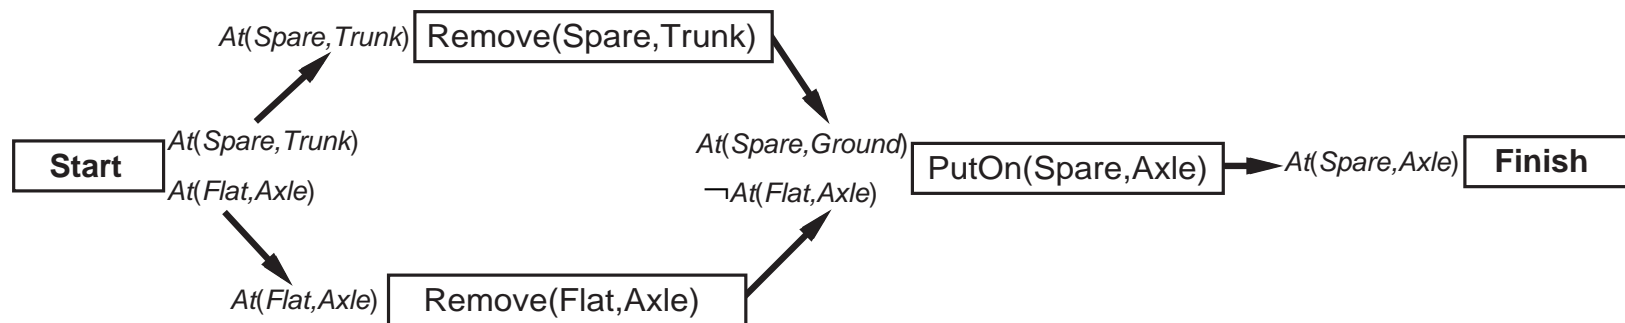 At(Spare,Trunk) Remove(Spare,Trunk)
Start At(Spare,Trunk)
At(Flat,Axle)
At(Flat,Axle) Remove(Flat,Axle)
At(Spare,Ground)
¬At(Flat,Axle)
PutOn(Spare,Axle)
At(Spare,Axle) Finish